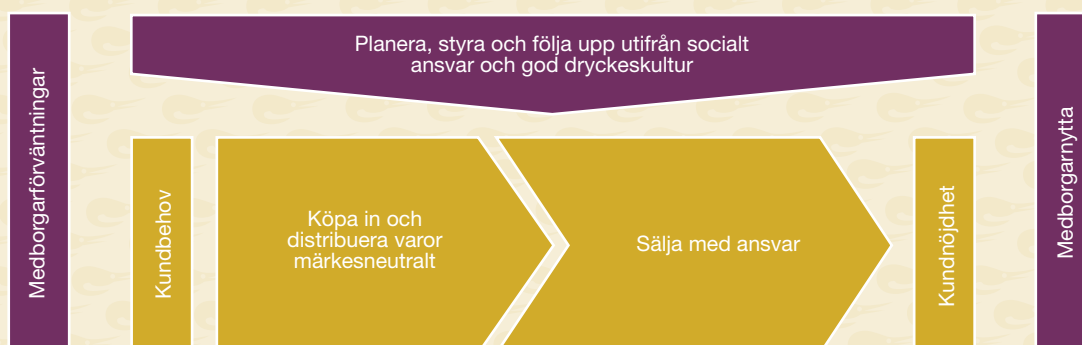 Medborgarförväntningar
Planera, styra och följa upp utifrån socialt
ansvar och god dryckeskultur
Kundbehov
Köpa in och
distribuera varor
märkesneutralt
Sälja med ansvar
Kundnöjdhet
Medborgarnytta